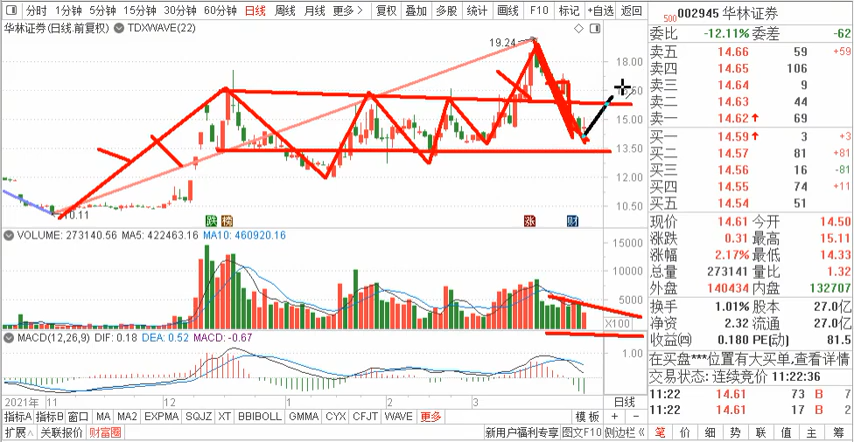 分时 1分钟 5分钟 15分钟 30分钟 60分钟 日线 周线 月线 更多> 复权 叠加 多股 统计 画线 F10 标记 +自选 返回
500 002945 华林证券
华林证券(日线.前复权) TDXWAVE(22)
委比 -12.11% 委差 -62
卖五 14.66 59 +59
卖四 14.65 106
卖三 14.64 9
卖二 14.63 44
卖一 14.62 69
买一 14.59 3 +3
买二 14.57 81 +81
买三 14.56 16 -81
买四 14.55 74 +11
买五 14.54 51
现价 14.61 今开 14.50
涨跌 0.31 最高 15.11
涨幅 2.17% 最低 14.33
总量 273141 量比 1.32
外盘 140434 内盘 132707
换手 1.01% 股本 27.0亿
净资 2.32 流通 27.0亿
收益㈣ 0.180 PE(动) 81.5
在买盘***位置有大买单.查看详情
交易状态: 连续竞价 11:22:36
11:22 14.61 73 B 7
11:22 14.61 17 B 2
笔 价 细 势 联 值 主 筹
19.24
18.00
15.00
13.50
12.00
10.50
10.11
跌 榜 涨 财
VOLUME: 273140.56 MA5: 422463.16 MA10: 460920.16
15000
10000
5000
X100
MACD(12,26,9) DIF: 0.18 DEA: 0.52 MACD: -0.67
1.00
2021年 11 12 1 2 3 日线
指标A 指标B 窗口 MA MA2 EXPMA SQJZ XT BBIBOLL GMMA CYX CFJT WAVE 更多 模板 + -
扩展∧ 关联报价 财富圈 新用户福利专享 图文F10 侧边栏<